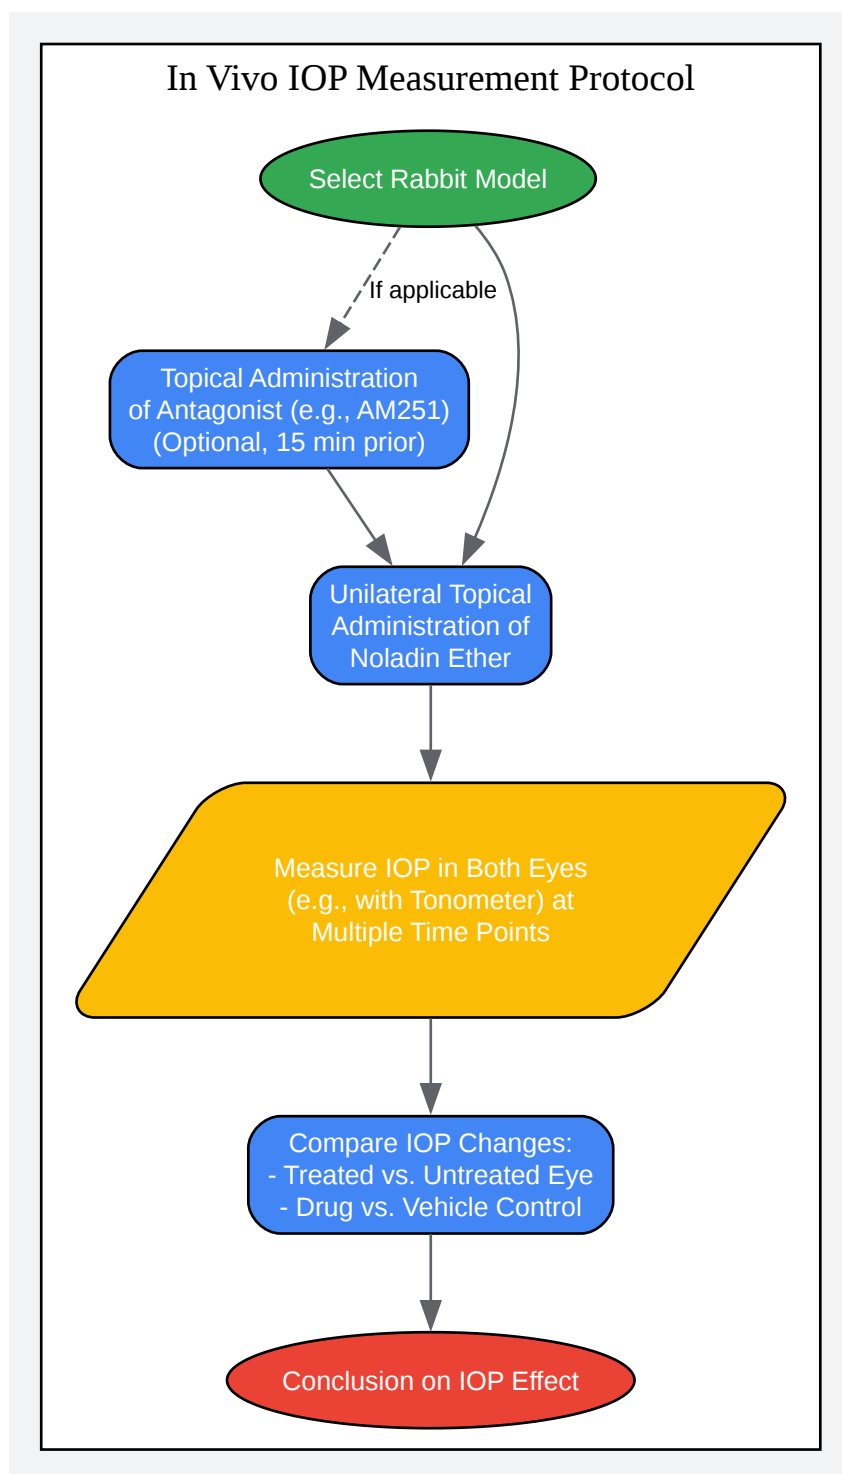 In Vivo IOP Measurement Protocol
Select Rabbit Model
If applicable
Topical Administration
of Antagonist (e.g., AM251)
(Optional, 15 min prior)
Unilateral Topical
Administration of
Noladin Ether
Measure IOP in Both Eyes
(e.g., with Tonometer) at
Multiple Time Points
Compare IOP Changes:
- Treated vs. Untreated Eye
- Drug vs. Vehicle Control
Conclusion on IOP Effect